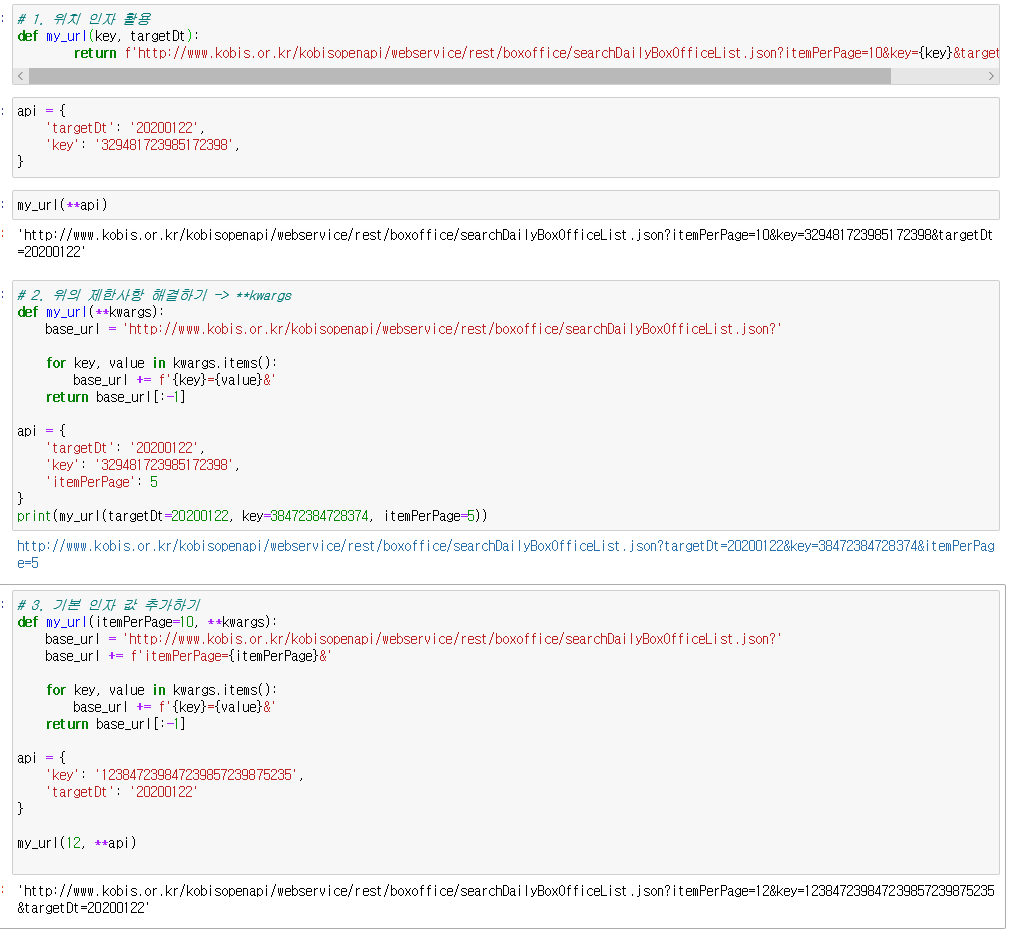 # 1. 위치 인자 활용
def my_url(key, targetDt):
        return f'http://www.kobis.or.kr/kobisopenapi/webservice/rest/boxoffice/searchDailyBoxOfficeList.json?itemPerPage=10&key={key}&target
api = {
    'targetDt': '20200122',
    'key': '329481723985172398',
}
my_url(**api)
'http://www.kobis.or.kr/kobisopenapi/webservice/rest/boxoffice/searchDailyBoxOfficeList.json?itemPerPage=10&key=329481723985172398&targetDt
=20200122'
# 2. 위의 제한사항 해결하기 -> **kwargs
def my_url(**kwargs):
    base_url = 'http://www.kobis.or.kr/kobisopenapi/webservice/rest/boxoffice/searchDailyBoxOfficeList.json?'
    for key, value in kwargs.items():
        base_url += f'{key}={value}&'
    return base_url[:-1]
api = {
    'targetDt': '20200122',
    'key': '329481723985172398',
    'itemPerPage': 5
}
print(my_url(targetDt=20200122, key=38472384728374, itemPerPage=5))
http://www.kobis.or.kr/kobisopenapi/webservice/rest/boxoffice/searchDailyBoxOfficeList.json?targetDt=20200122&key=38472384728374&itemPerPag
e=5
# 3. 기본 인자 값 추가하기
def my_url(itemPerPage=10, **kwargs):
    base_url = 'http://www.kobis.or.kr/kobisopenapi/webservice/rest/boxoffice/searchDailyBoxOfficeList.json?'
    base_url += f'itemPerPage={itemPerPage}&'
    for key, value in kwargs.items():
        base_url += f'{key}={value}&'
    return base_url[:-1]
api = {
    'key': '123847239847239857239875235',
    'targetDt': '20200122'
}
my_url(12, **api)
'http://www.kobis.or.kr/kobisopenapi/webservice/rest/boxoffice/searchDailyBoxOfficeList.json?itemPerPage=12&key=123847239847239857239875235
&targetDt=20200122'